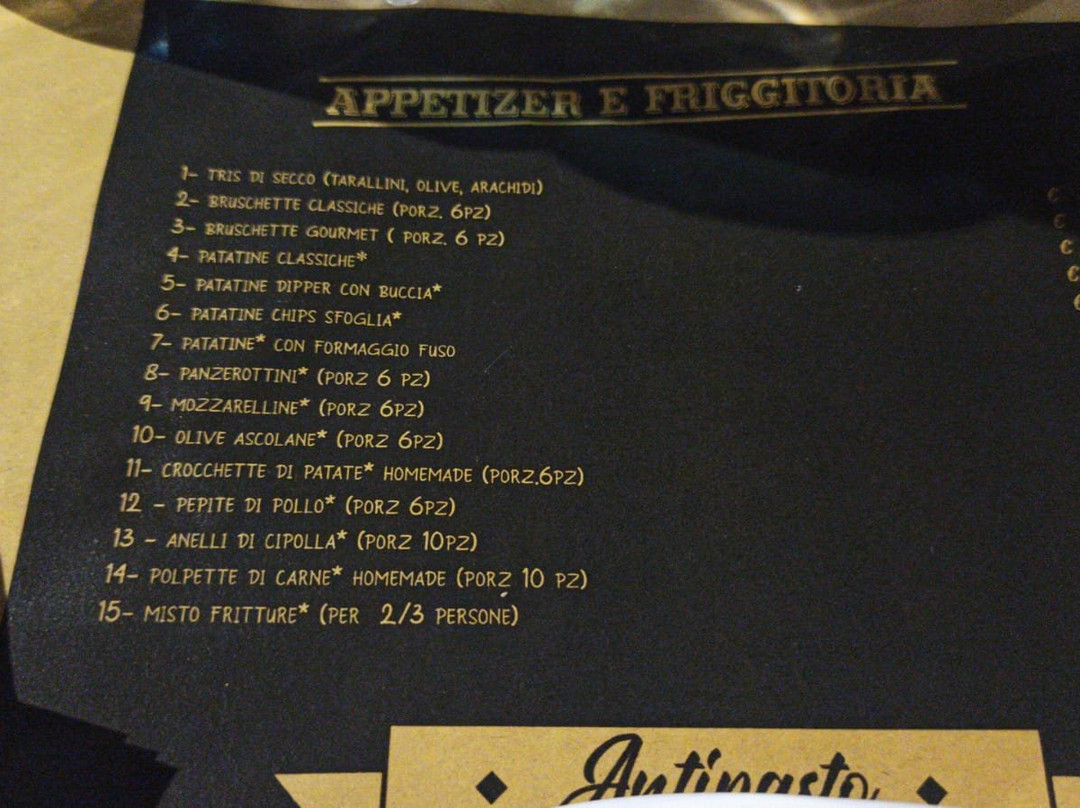 APPETIZER E FRIGGITORIA
1- TRIS DI SECCO (TARALLINI, OLIVE, ARACHIDI)
2- BRUSCHETTE CLASSICHE (PORZ. 6PZ)
3- BRUSCHETTE GOURMET ( PORZ. 6 PZ)
4- PATATINE CLASSICHE*
5- PATATINE DIPPER CON BUCCIA*
6- PATATINE CHIPS SFOGLIA*
7- PATATINE* CON FORMAGGIO FUSO
8- PANZEROTTINI* (PORZ 6 PZ)
9- MOZZARELLINE* (PORZ 6PZ)
10- OLIVE ASCOLANE* (PORZ 6PZ)
11- CROCCHETTE DI PATATE* HOMEMADE (PORZ.6PZ)
12 - PEPITE DI POLLO* (PORZ 6PZ)
13 - ANELLI DI CIPOLLA* (PORZ 10PZ)
14- POLPETTE DI CARNE* HOMEMADE (PORZ 10 PZ)
15- MISTO FRITTURE* (PER 2/3 PERSONE)
Antipasto